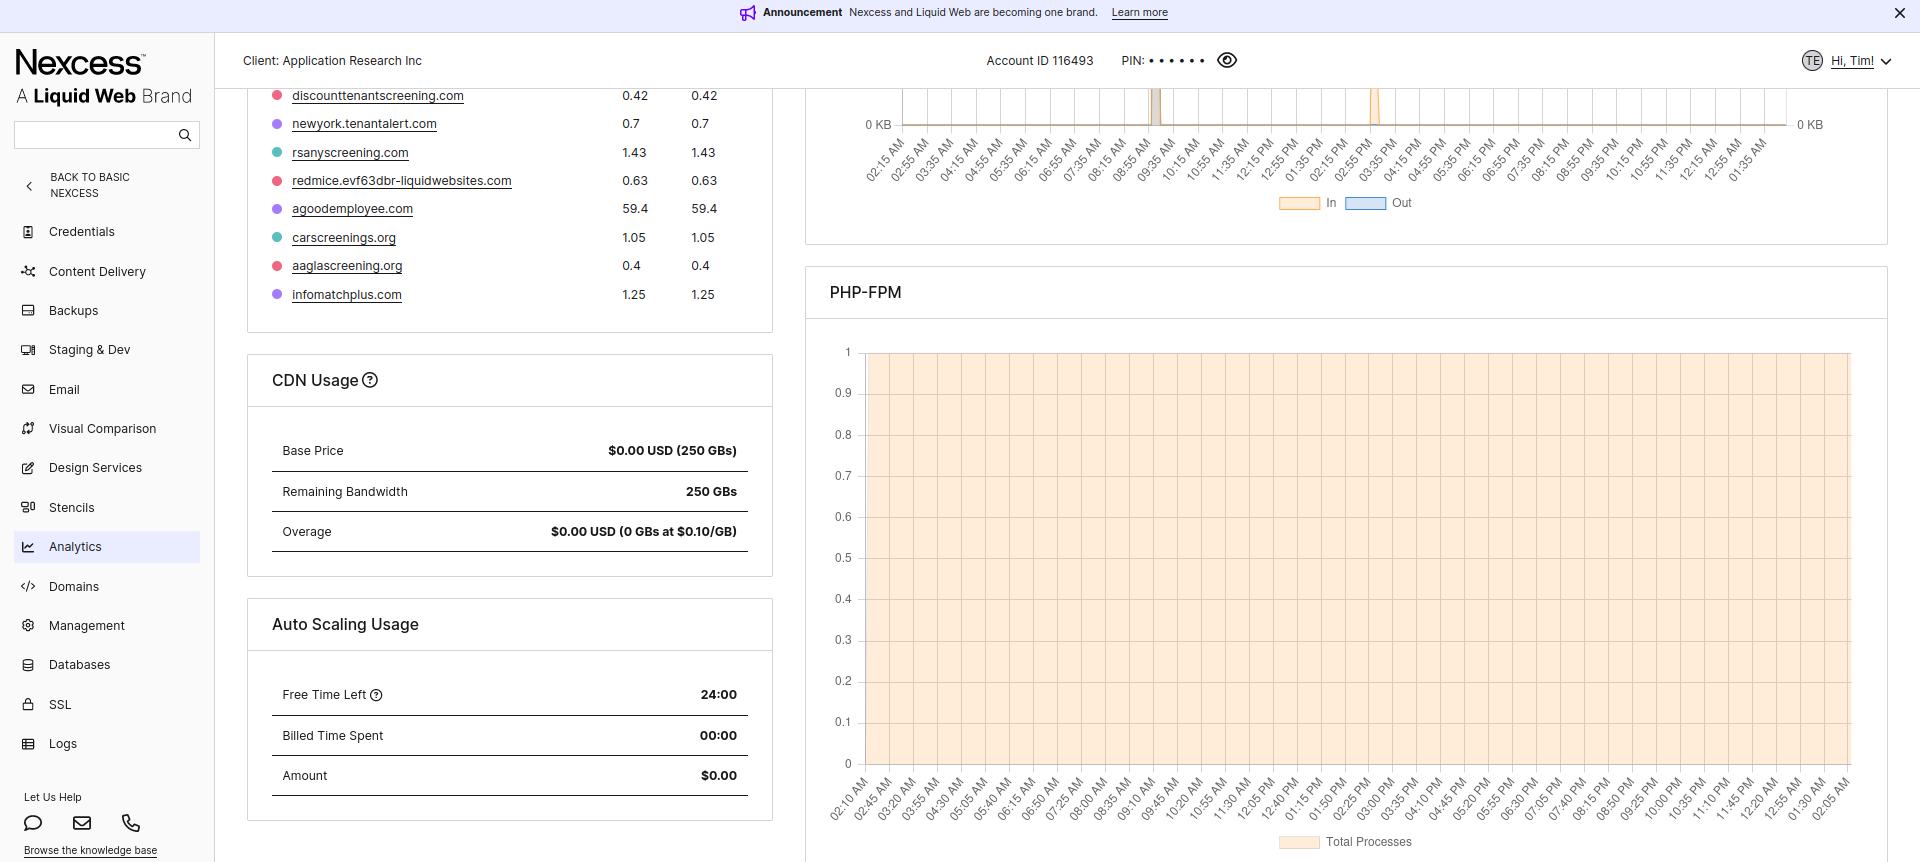 Announcement Nexcess and Liquid Web are becoming one brand. Learn more
Nexcess
A Liquid Web Brand
Client: Application Research Inc
Account ID 116493
PIN: • • • • • •
TE Hi, Tim!
BACK TO BASIC
NEXCESS
Credentials
Content Delivery
Backups
Staging & Dev
Email
Visual Comparison
Design Services
Stencils
Analytics
Domains
Management
Databases
SSL
Logs
Let Us Help
Browse the knowledge base
discounttenantscreening.com 0.42 0.42
newyork.tenantalert.com 0.7 0.7
rsanyscreening.com 1.43 1.43
redmice.evf63dbr-liquidwebsites.com 0.63 0.63
agoodemployee.com 59.4 59.4
carscreenings.org 1.05 1.05
aaglascreening.org 0.4 0.4
infomatchplus.com 1.25 1.25
CDN Usage ?
Base Price $0.00 USD (250 GBs)
Remaining Bandwidth 250 GBs
Overage $0.00 USD (0 GBs at $0.10/GB)
Auto Scaling Usage
Free Time Left ? 24:00
Billed Time Spent 00:00
Amount $0.00
0 KB 0 KB
02:15 AM 02:55 AM 03:35 AM 04:15 AM 04:55 AM 05:35 AM 06:15 AM 06:55 AM 07:35 AM 08:15 AM 08:55 AM 09:35 AM 10:15 AM 10:55 AM 11:35 AM 12:15 PM 12:55 PM 01:35 PM 02:15 PM 02:55 PM 03:35 PM 04:15 PM 04:55 PM 05:35 PM 06:15 PM 06:55 PM 07:35 PM 08:15 PM 08:55 PM 09:35 PM 10:15 PM 10:55 PM 11:35 PM 12:15 AM 12:55 AM 01:35 AM
In Out
PHP-FPM
1
0.9
0.8
0.7
0.6
0.5
0.4
0.3
0.2
0.1
0
02:10 AM 02:45 AM 03:20 AM 03:55 AM 04:30 AM 05:05 AM 05:40 AM 06:15 AM 06:50 AM 07:25 AM 08:00 AM 08:35 AM 09:10 AM 09:45 AM 10:20 AM 10:55 AM 11:30 AM 12:05 PM 12:40 PM 01:15 PM 01:50 PM 02:25 PM 03:00 PM 03:35 PM 04:10 PM 04:45 PM 05:20 PM 05:55 PM 06:30 PM 07:05 PM 07:40 PM 08:15 PM 08:50 PM 09:25 PM 10:00 PM 10:35 PM 11:10 PM 11:45 PM 12:20 AM 12:55 AM 01:30 AM 02:05 AM
Total Processes